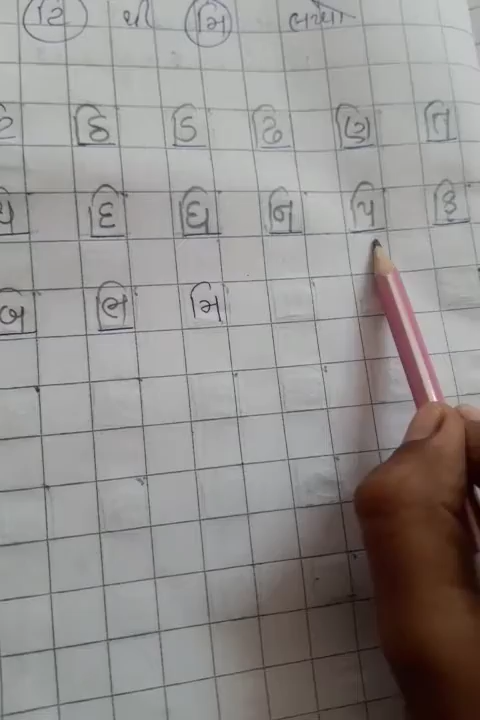 ટિ થી મિ લખો
ટિ ઠિ ડિ ઢિ ણિ તિ
થિ દિ ધિ નિ પિ ફિ
બિ ભિ મિ